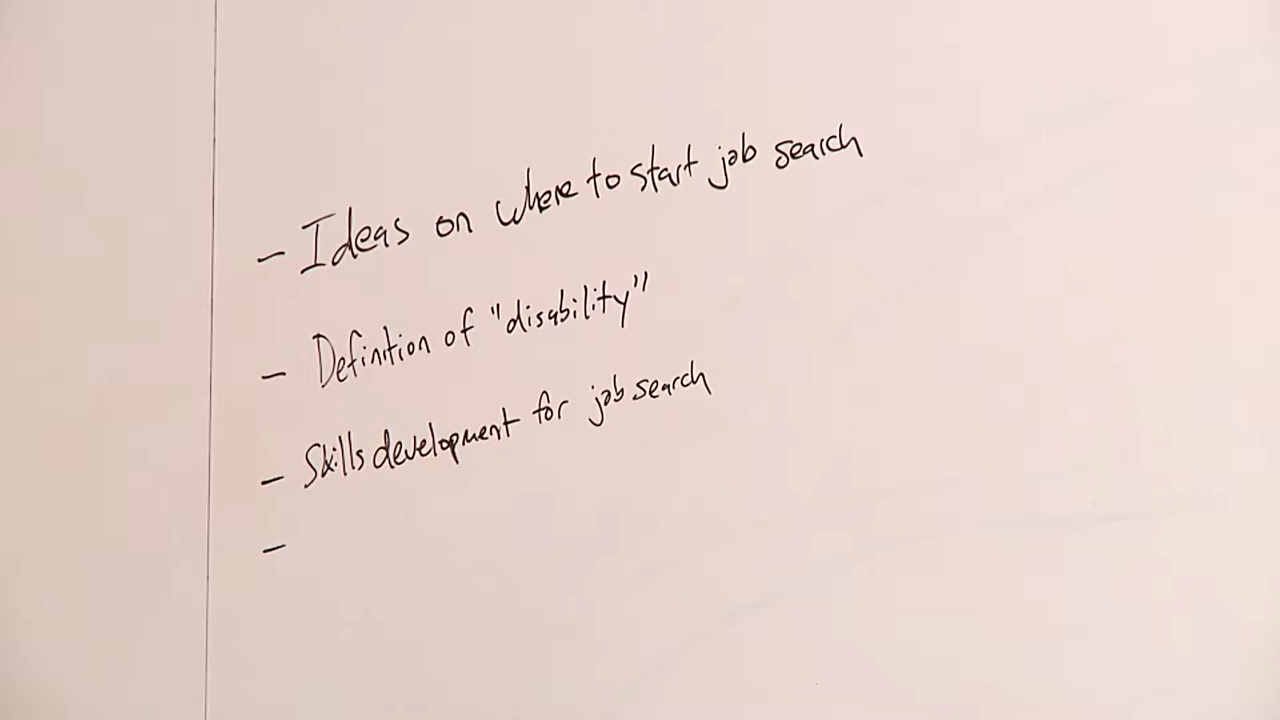 - Ideas on where to start job search
- Definition of "disability"
- Skills development for job search
-